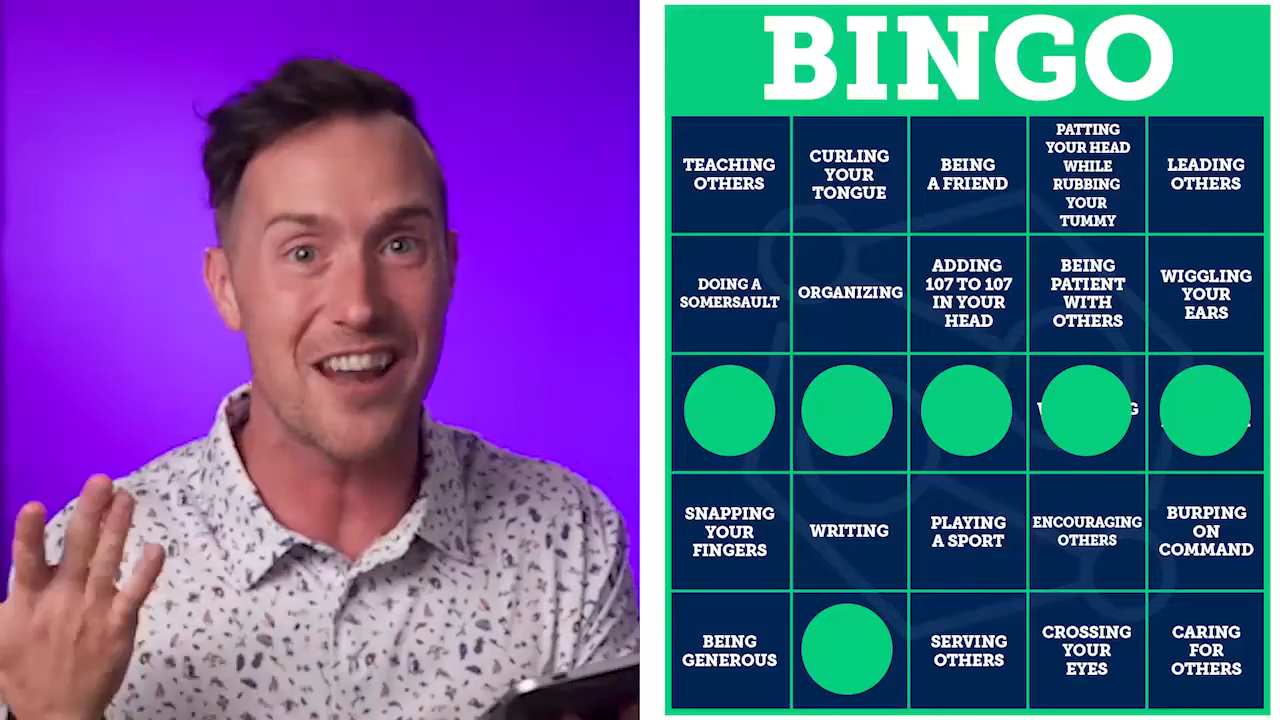 BINGO
TEACHING
OTHERS
CURLING
YOUR
TONGUE
BEING
A FRIEND
PATTING
YOUR HEAD
WHILE
RUBBING
YOUR
TUMMY
LEADING
OTHERS
DOING A
SOMERSAULT
ORGANIZING
ADDING
107 TO 107
IN YOUR
HEAD
BEING
PATIENT
WITH
OTHERS
WIGGLING
YOUR
EARS
SNAPPING
YOUR
FINGERS
WRITING
PLAYING
A SPORT
ENCOURAGING
OTHERS
BURPING
ON
COMMAND
BEING
GENEROUS
SERVING
OTHERS
CROSSING
YOUR
EYES
CARING
FOR
OTHERS